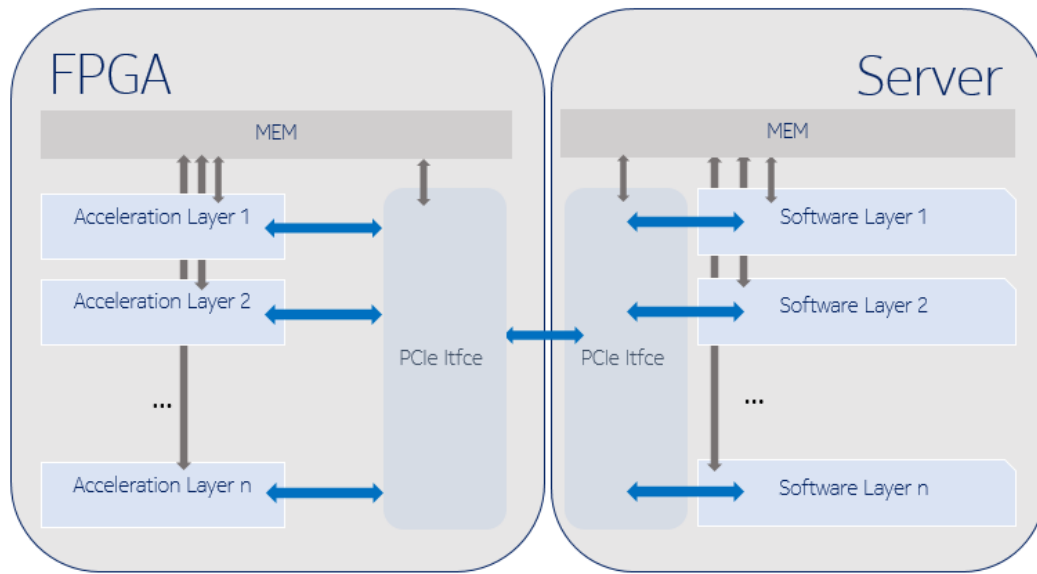 FPGA
Server
MEM
MEM
Acceleration Layer 1
Software Layer 1
Acceleration Layer 2
Software Layer 2
PCIe Itfce
PCIe Itfce
...
...
Acceleration Layer n
Software Layer n